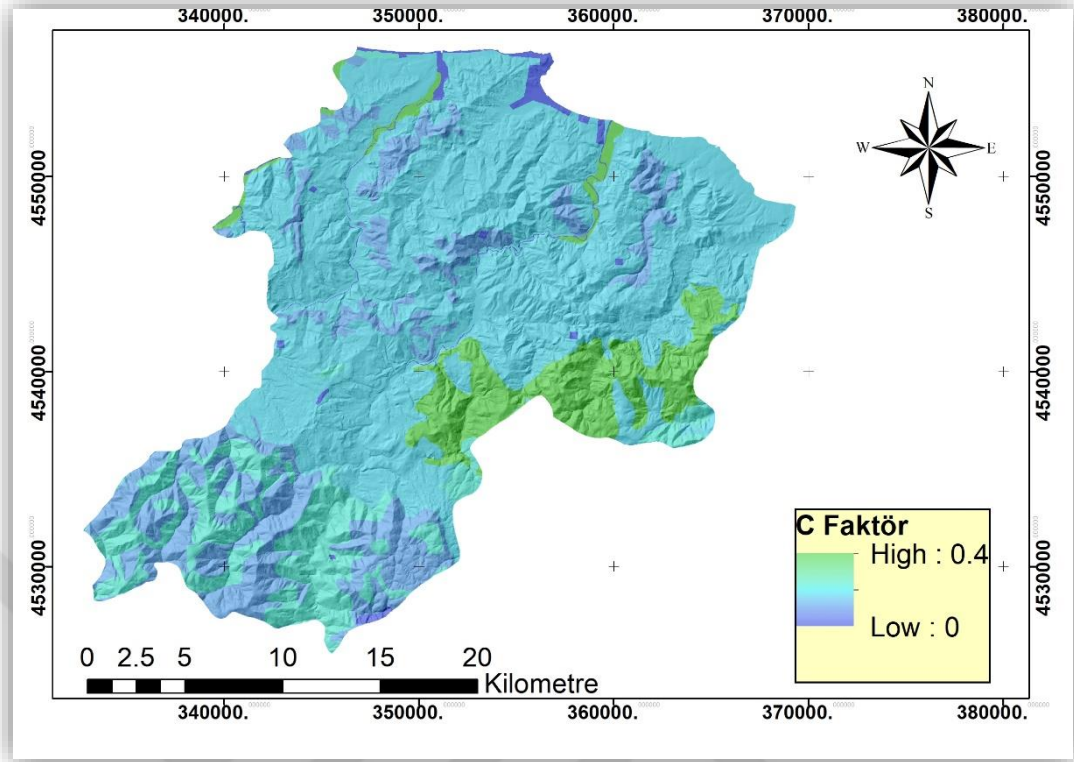 340000. 350000. 360000. 370000. 380000.
N
W E
S
4550000 4550000
4540000 4540000
4530000 4530000
C Faktör
High : 0.4
Low : 0
0 2.5 5 10 15 20
Kilometre
340000. 350000. 360000. 370000. 380000.